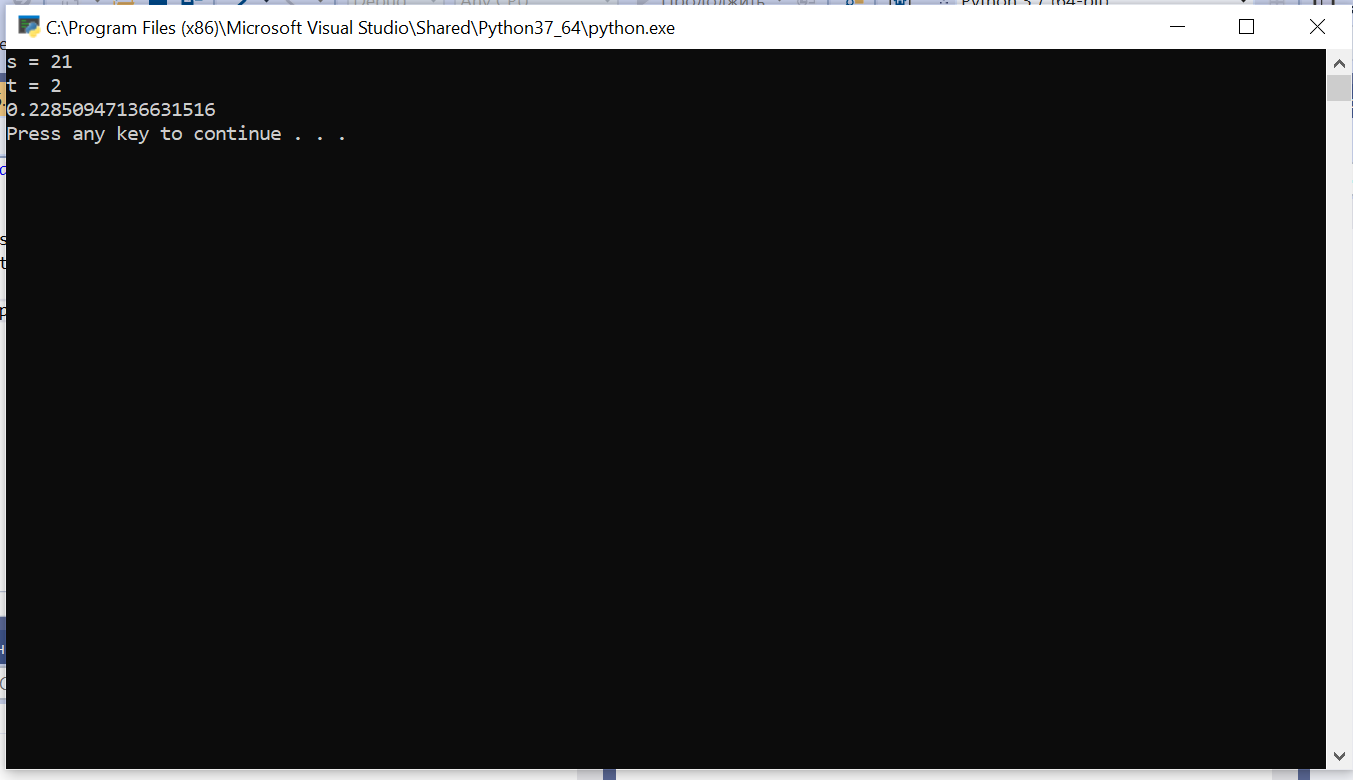 C:\Program Files (x86)\Microsoft Visual Studio\Shared\Python37_64\python.exe
s = 21
t = 2
0.22850947136631516
Press any key to continue . . .